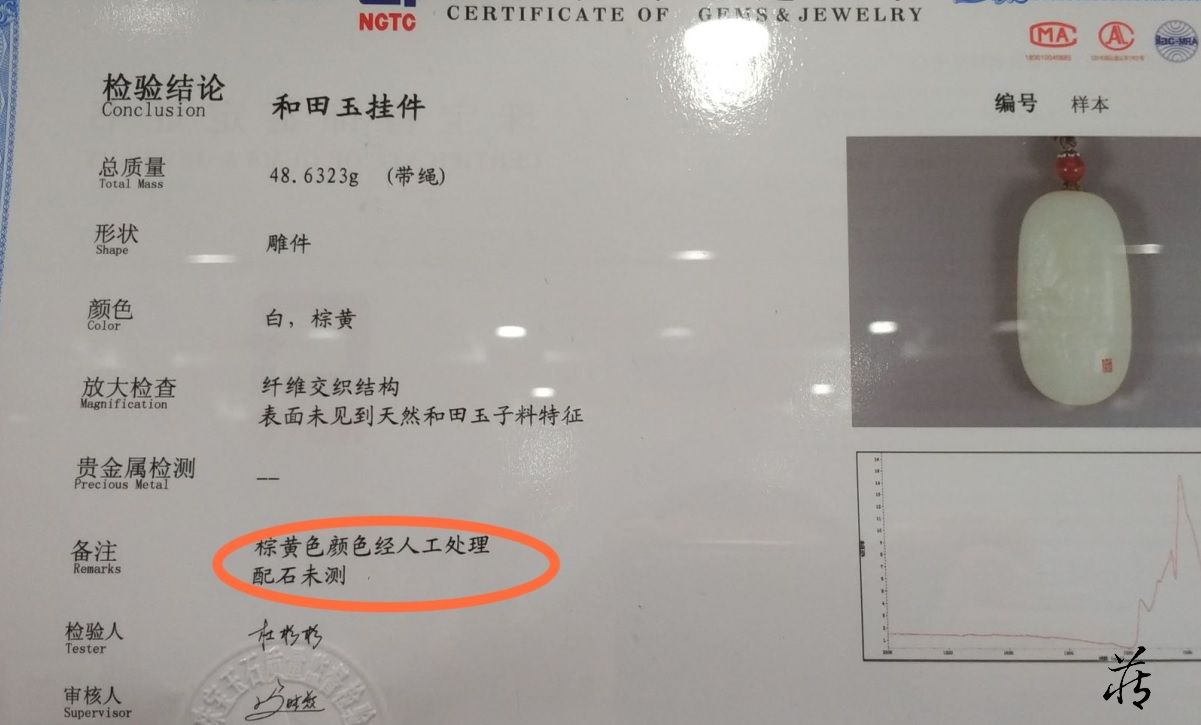 NGTC
CERTIFICATE OF GEMS & JEWELRY
MA
AL
ilac-MRA
检验结论
Conclusion
和田玉挂件
编号 样本
总质量
Total Mass
48.6323g (带绳)
形状
Shape
雕件
颜色
Color
白，棕黄
放大检查
Magnification
纤维交织结构
表面未见到天然和田玉子料特征
贵金属检测
Precious Metal
——
备注
Remarks
棕黄色颜色经人工处理
配石未测
检验人
Tester
审核人
Supervisor